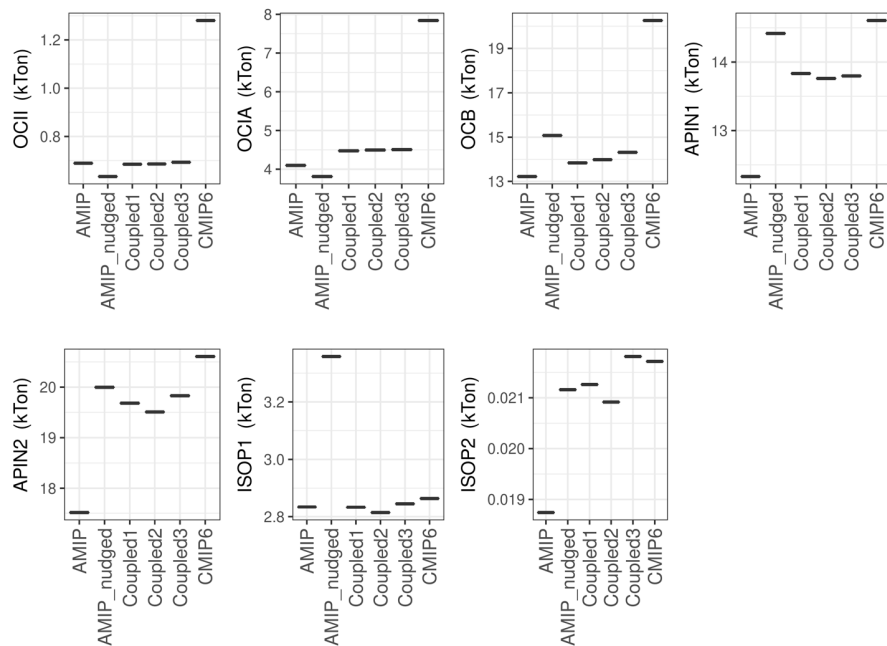 OCII (kTon)
1.2
1.0
0.8
AMIP
AMIP_nudged
Coupled1
Coupled2
Coupled3
CMIP6
OCIA (kTon)
8
7
6
5
4
AMIP
AMIP_nudged
Coupled1
Coupled2
Coupled3
CMIP6
OCB (kTon)
19
17
15
13
AMIP
AMIP_nudged
Coupled1
Coupled2
Coupled3
CMIP6
APIN1 (kTon)
14
13
AMIP
AMIP_nudged
Coupled1
Coupled2
Coupled3
CMIP6
APIN2 (kTon)
20
19
18
AMIP
AMIP_nudged
Coupled1
Coupled2
Coupled3
CMIP6
ISOP1 (kTon)
3.2
3.0
2.8
AMIP
AMIP_nudged
Coupled1
Coupled2
Coupled3
CMIP6
ISOP2 (kTon)
0.021
0.020
0.019
AMIP
AMIP_nudged
Coupled1
Coupled2
Coupled3
CMIP6